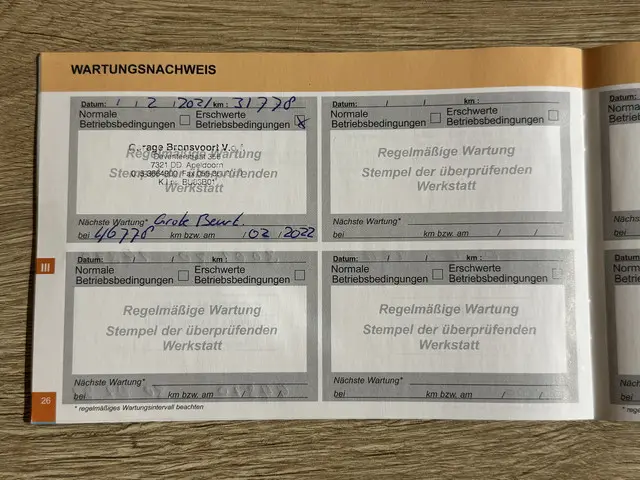 WARTUNGSNACHWEIS
Datum: 1 / 2 / 2021 km: 31778
Normale Betriebsbedingungen
Erschwerte Betriebsbedingungen X
Garage Bronsvoort V.o.f.
7321 DD Apeldoorn
Regelmäßige Wartung
Stempel der überprüfenden
Werkstatt
Nächste Wartung* Grote Beurt.
bei 46778 km bzw. am / 02 / 2022
Datum: / / km:
Normale Betriebsbedingungen
Erschwerte Betriebsbedingungen
Regelmäßige Wartung
Stempel der überprüfenden
Werkstatt
Nächste Wartung*
bei km bzw. am / /
Datum: / / km:
Normale Betriebsbedingungen
Erschwerte Betriebsbedingungen
Regelmäßige Wartung
Stempel der überprüfenden
Werkstatt
Nächste Wartung*
bei km bzw. am / /
Datum: / / km:
Normale Betriebsbedingungen
Erschwerte Betriebsbedingungen
Regelmäßige Wartung
Stempel der überprüfenden
Werkstatt
Nächste Wartung*
bei km bzw. am / /
III
26
* regelmäßiges Wartungsintervall beachten